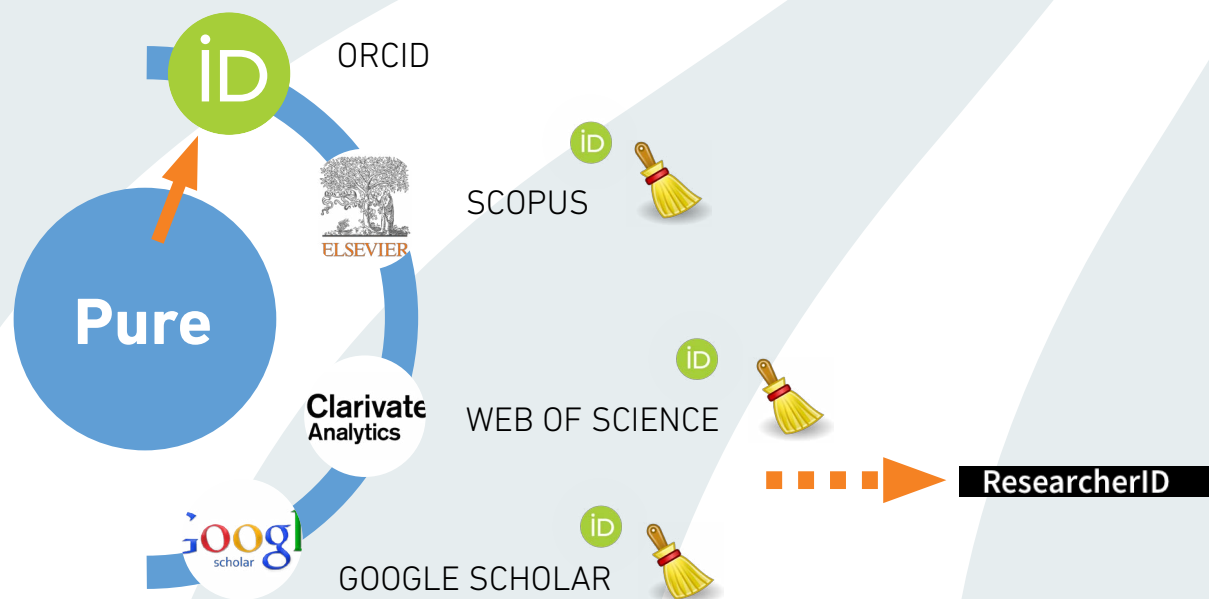 iD
ORCID
iD
SCOPUS
ELSEVIER
Pure
iD
Clarivate
Analytics
WEB OF SCIENCE
ResearcherID
Googl
scholar
iD
GOOGLE SCHOLAR